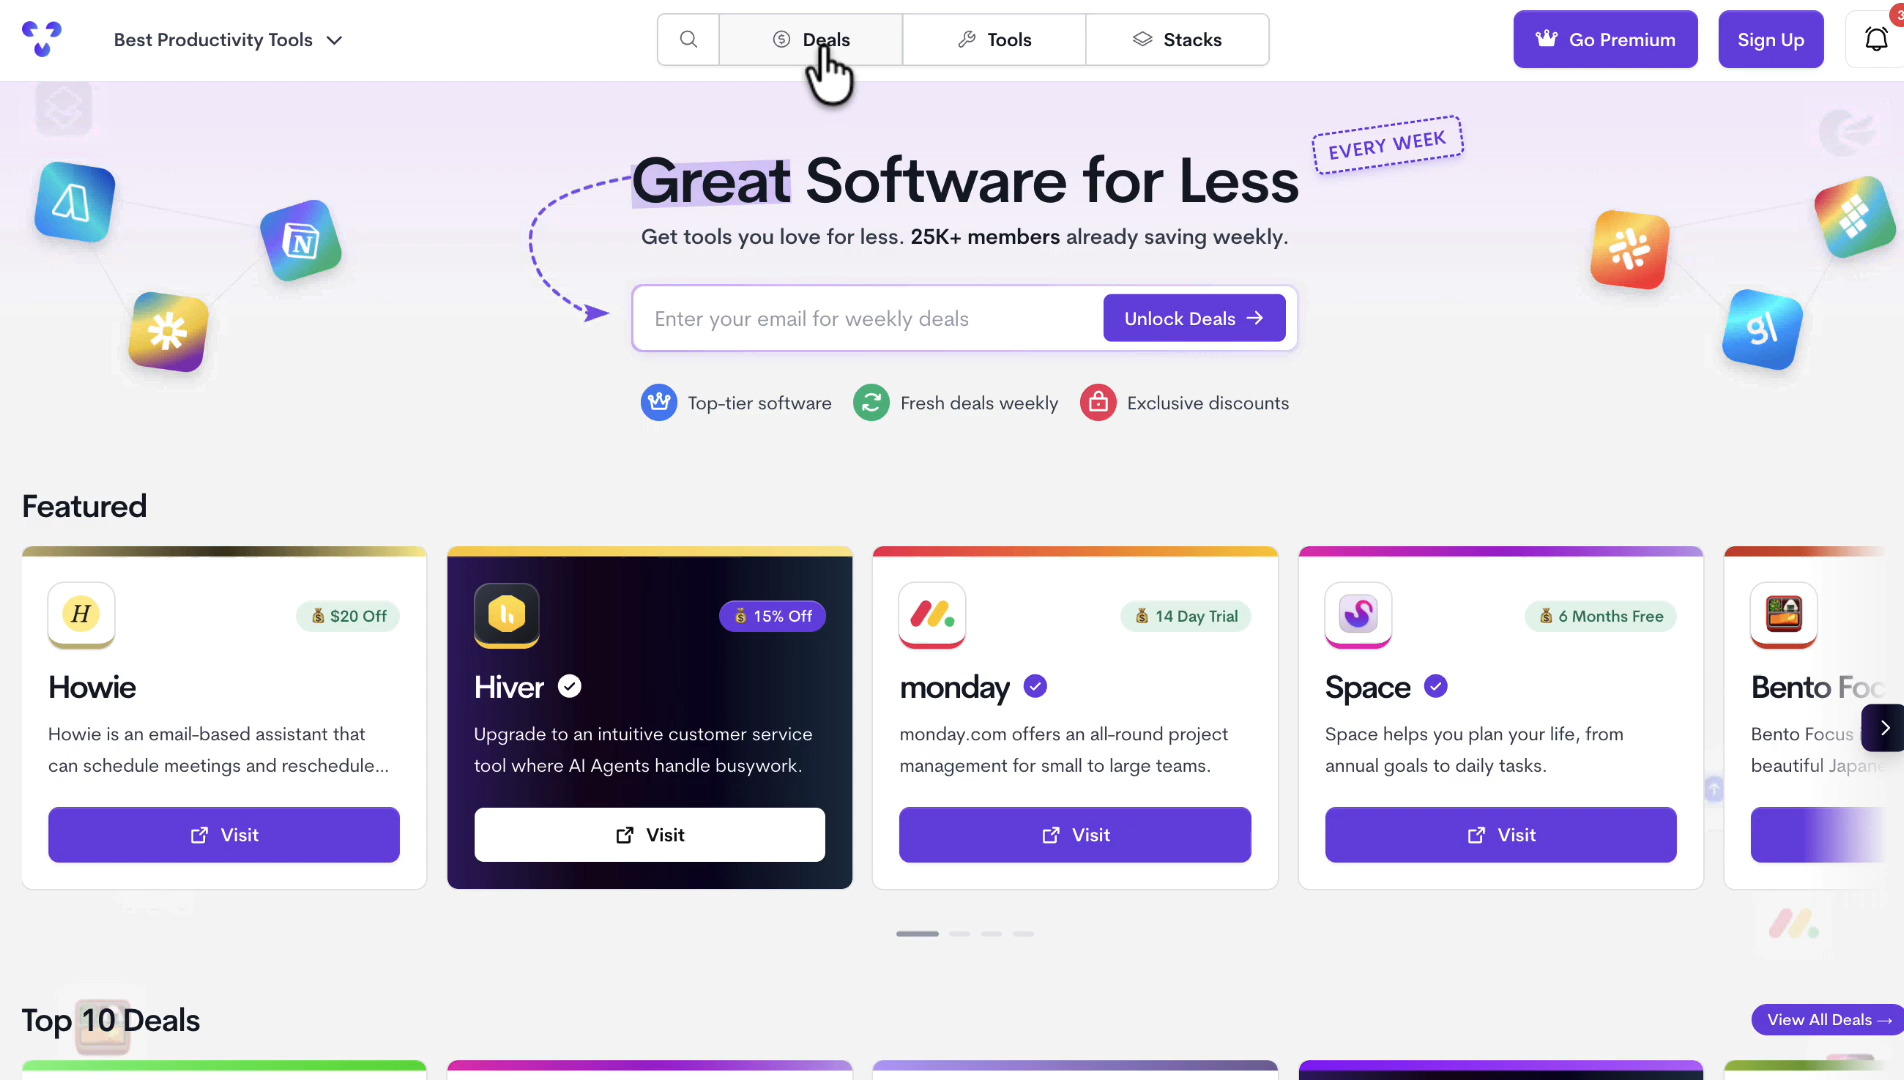 Best Productivity Tools
Deals
Tools
Stacks
Go Premium
Sign Up
3
EVERY WEEK
Great Software for Less
Get tools you love for less. 25K+ members already saving weekly.
Enter your email for weekly deals
Unlock Deals →
Top-tier software
Fresh deals weekly
Exclusive discounts
N
gl
Featured
H
$20 Off
Howie
Howie is an email-based assistant that
can schedule meetings and reschedule...
Visit
h
15% Off
Hiver
Upgrade to an intuitive customer service
tool where AI Agents handle busywork.
Visit
14 Day Trial
monday
monday.com offers an all-round project
management for small to large teams.
Visit
6 Months Free
Space
Space helps you plan your life, from
annual goals to daily tasks.
Visit
Bento Foc
Bento Focus
beautiful Japane
Top 10 Deals
View All Deals →